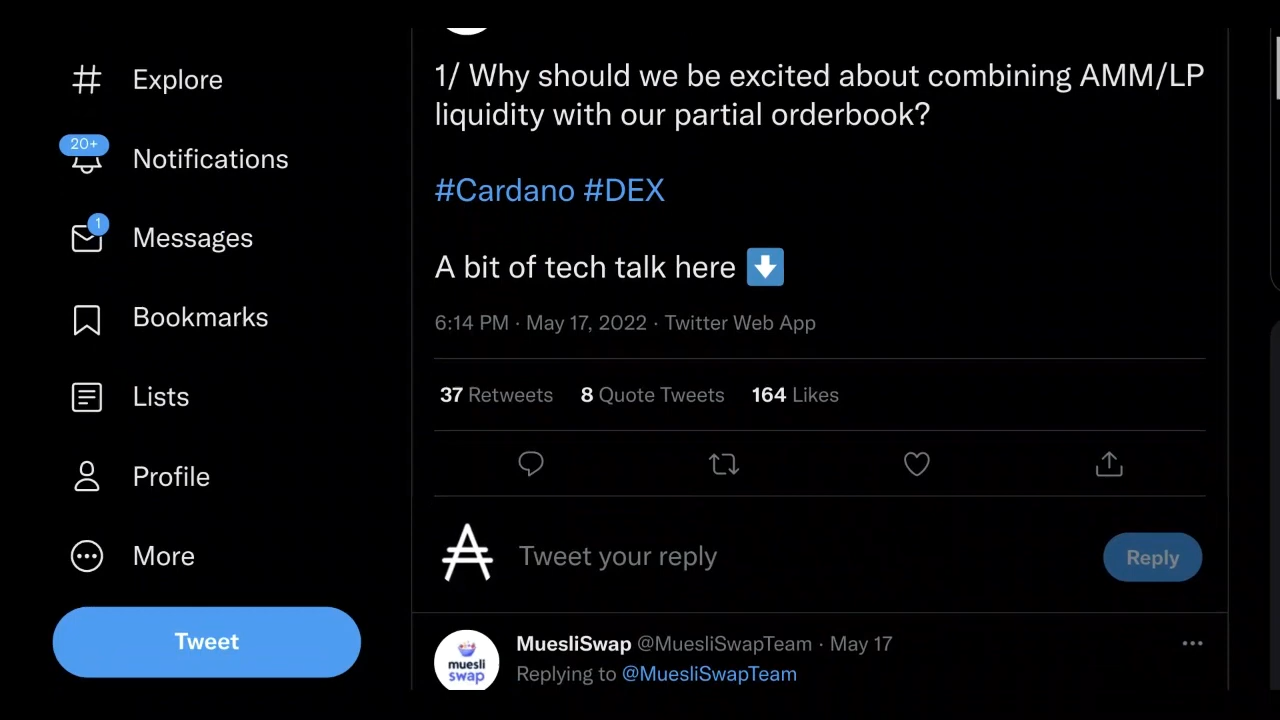 Explore
20+
Notifications
1
Messages
Bookmarks
Lists
Profile
More
Tweet
1/ Why should we be excited about combining AMM/LP
liquidity with our partial orderbook?
#Cardano #DEX
A bit of tech talk here ⬇️
6:14 PM · May 17, 2022 · Twitter Web App
37 Retweets 8 Quote Tweets 164 Likes
Tweet your reply
Reply
muesli
swap
MuesliSwap @MuesliSwapTeam · May 17
Replying to @MuesliSwapTeam